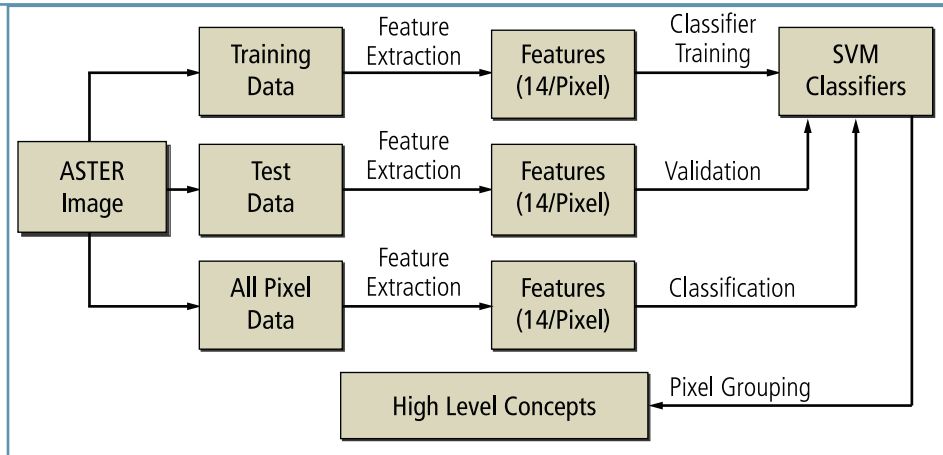 Training
Data
Feature
Extraction
Features
(14/Pixel)
Classifier
Training
SVM
Classifiers
ASTER
Image
Test
Data
Feature
Extraction
Features
(14/Pixel)
Validation
All Pixel
Data
Feature
Extraction
Features
(14/Pixel)
Classification
High Level Concepts
Pixel Grouping